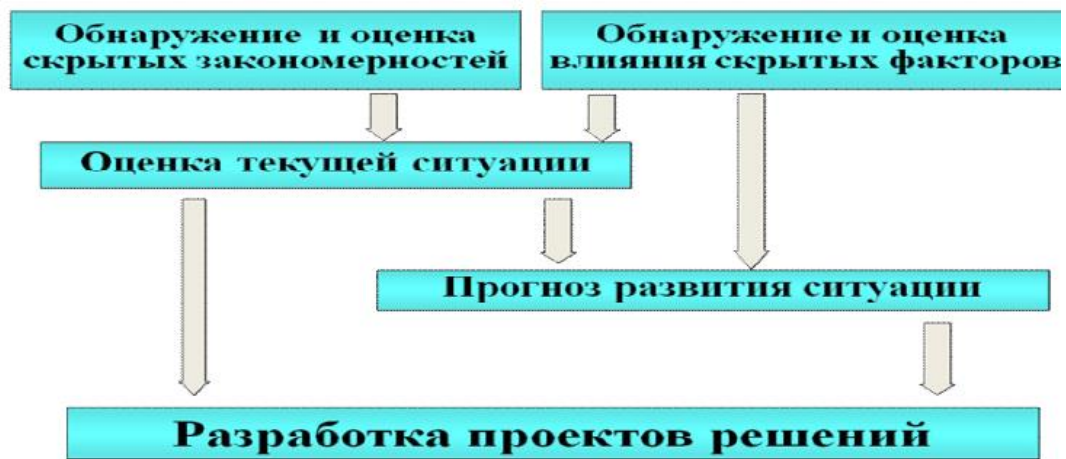 Обнаружение и оценка
скрытых закономерностей
Обнаружение и оценка
влияния скрытых факторов
Оценка текущей ситуации
Прогноз развития ситуации
Разработка проектов решений